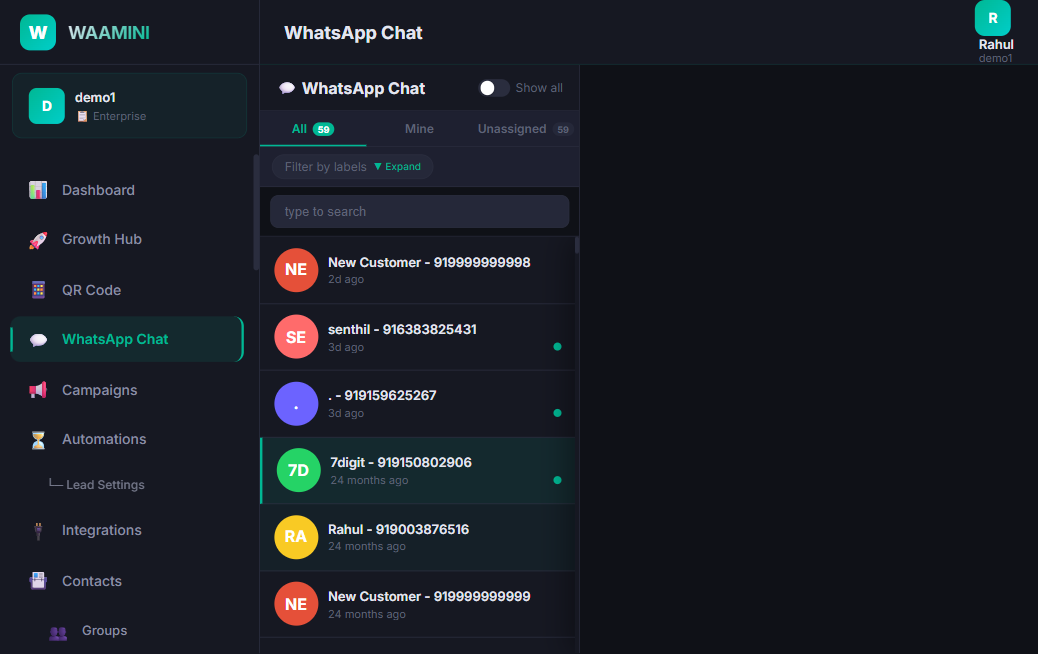 W WAAMINI
WhatsApp Chat
R
Rahul
demo1
D
demo1
Enterprise
Dashboard
Growth Hub
QR Code
WhatsApp Chat
Campaigns
Automations
Lead Settings
Integrations
Contacts
Groups
WhatsApp Chat
Show all
All 59
Mine
Unassigned 59
Filter by labels ▼ Expand
type to search
NE
New Customer - 919999999998
2d ago
SE
senthil - 916383825431
3d ago
.
. - 919159625267
3d ago
7D
7digit - 919150802906
24 months ago
RA
Rahul - 919003876516
24 months ago
NE
New Customer - 919999999999
24 months ago